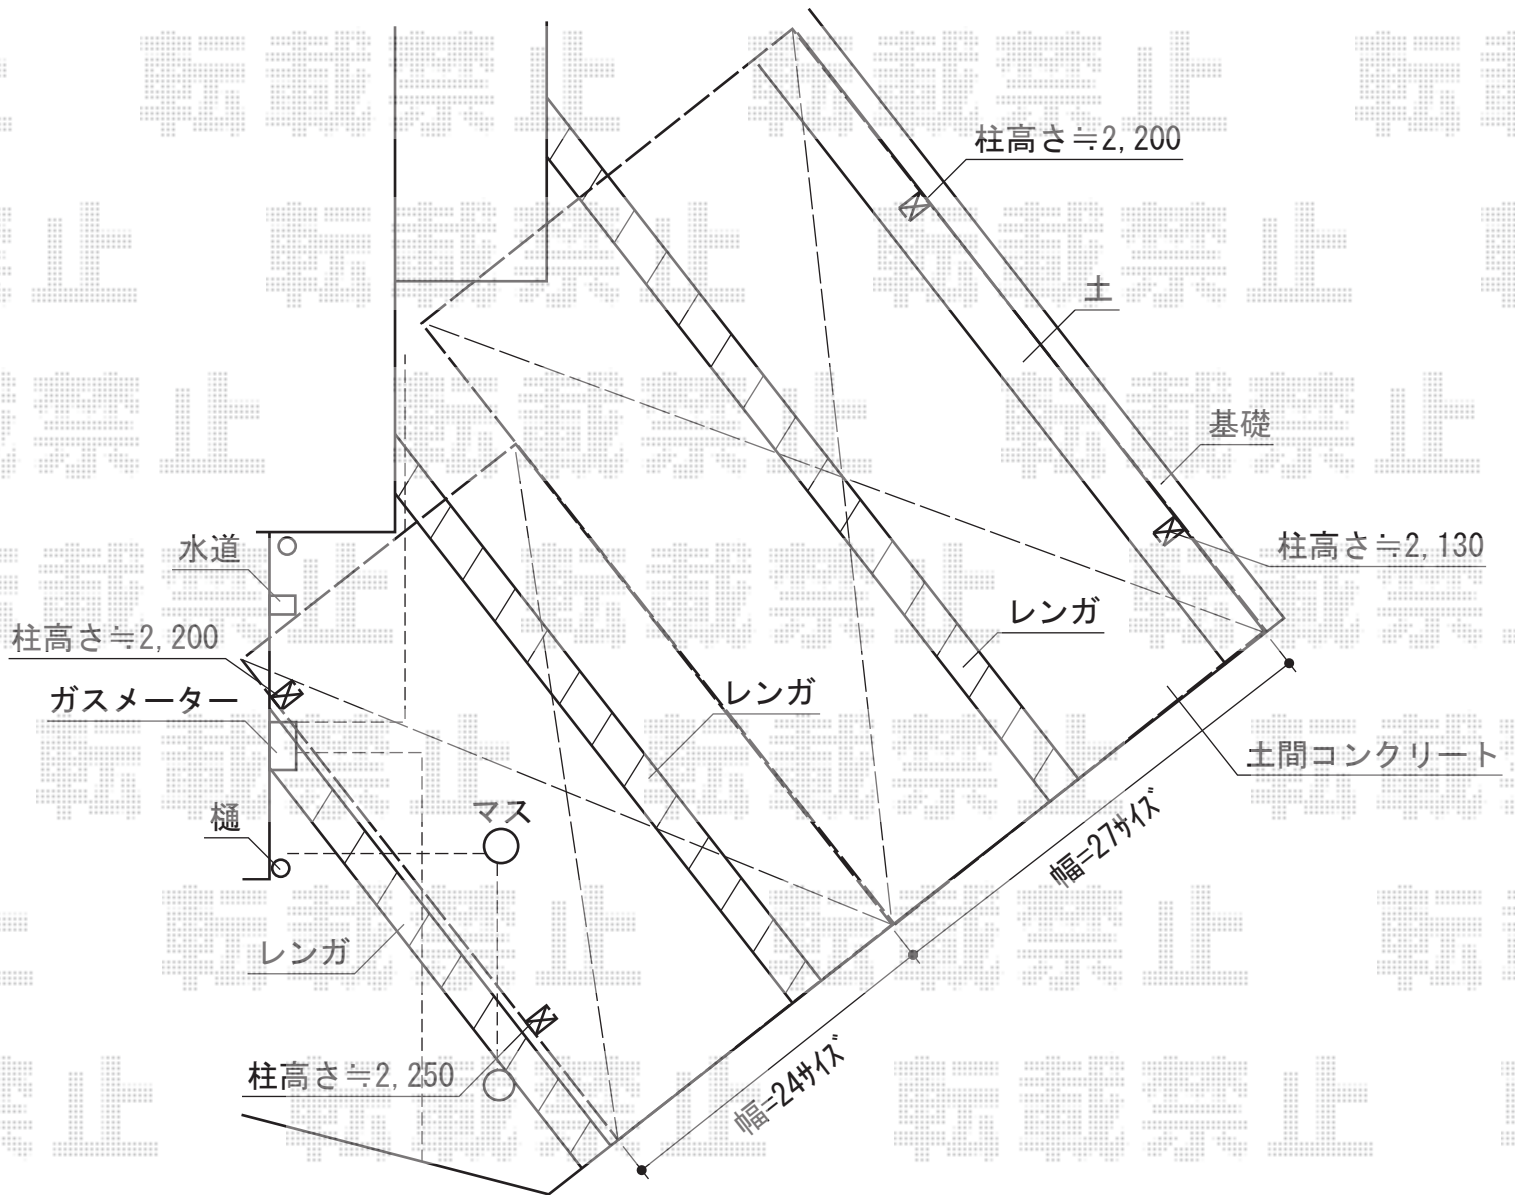 転載禁止
柱高さ≒2,200
土
基礎
水道
柱高さ≒2,130
レンガ
柱高さ≒2,200
ガスメーター
レンガ
土間コンクリート
樋
マス
幅=27サイズ
レンガ
柱高さ≒2,250
幅=24サイズ